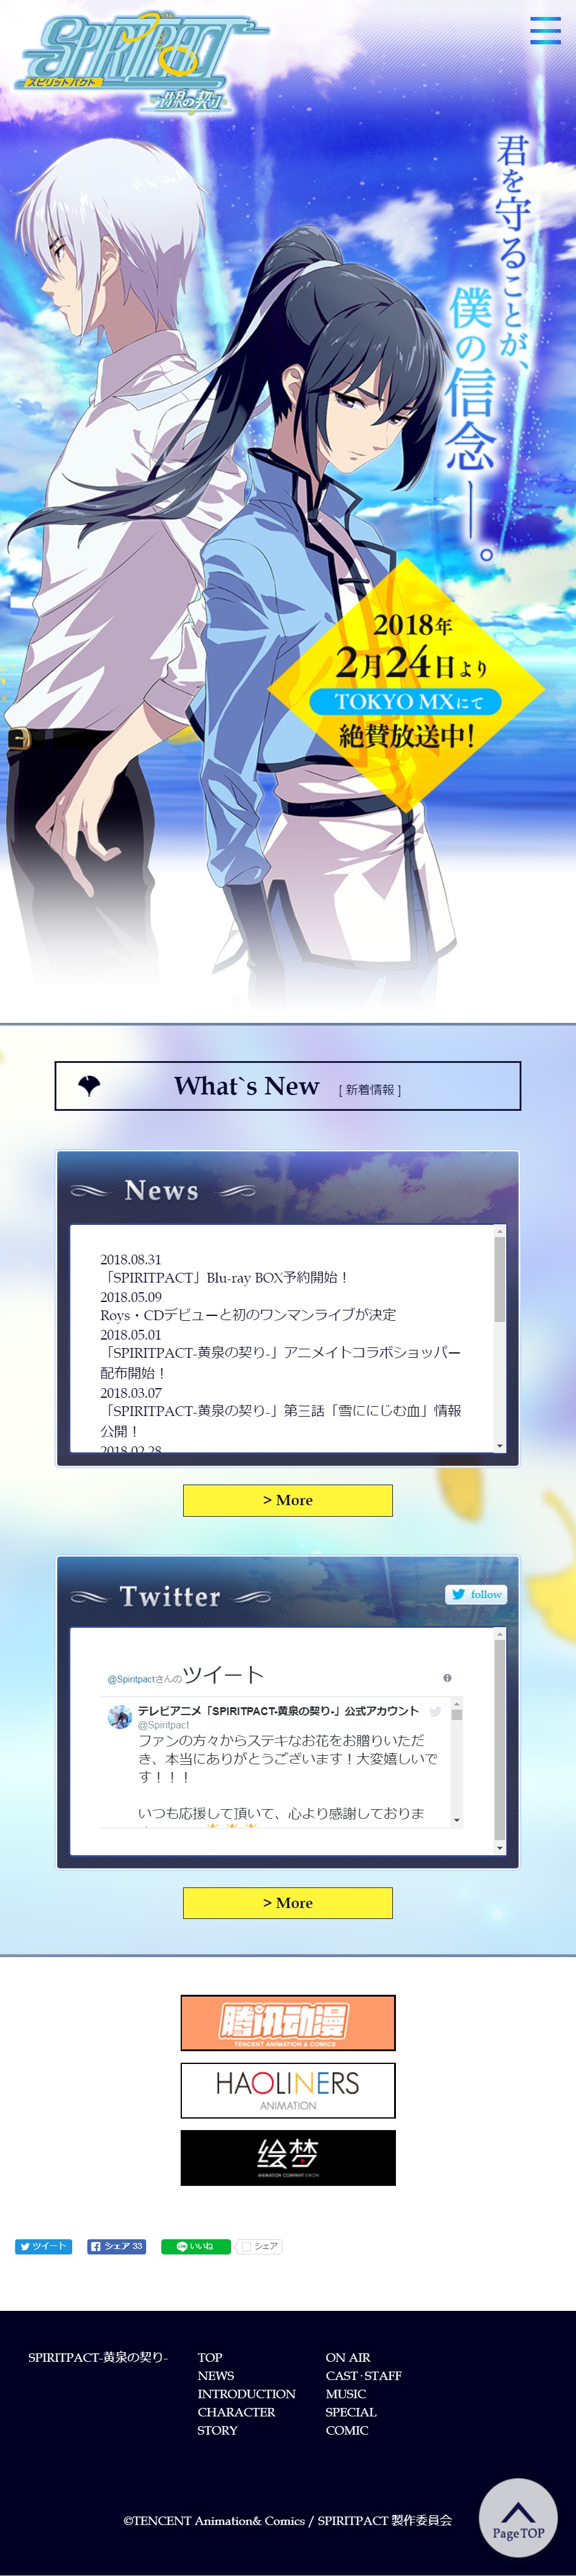 SPIRITPACT
スピリットパクト
黄泉の契り
君を守ることが、
僕の信念―。
2018年
2月24日より
TOKYO MXにて
絶賛放送中!
What`s New [ 新着情報 ]
News
2018.08.31
「SPIRITPACT」Blu-ray BOX予約開始！
2018.05.09
Roys・CDデビューと初のワンマンライブが決定
2018.05.01
「SPIRITPACT-黄泉の契り-」アニメイトコラボショッパー
配布開始！
2018.03.07
「SPIRITPACT-黄泉の契り-」第三話「雪ににじむ血」情報
公開！
2018.02.28
> More
Twitter
follow
@Spiritpactさんのツイート
テレビアニメ「SPIRITPACT-黄泉の契り-」公式アカウント
@Spiritpact
ファンの方々からステキなお花をお贈りいただ
き、本当にありがとうございます！大変嬉しいで
す！！！
いつも応援して頂いて、心より感謝しておりま
> More
腾讯动漫
TENCENT ANIMATION & COMICS
HAOLINERS
ANIMATION
绘梦
ANIMATION COMPANY EMON
ツイート シェア 33 いいね シェア
SPIRITPACT-黄泉の契り-
TOP
NEWS
INTRODUCTION
CHARACTER
STORY
ON AIR
CAST・STAFF
MUSIC
SPECIAL
COMIC
PageTOP
©TENCENT Animation& Comics / SPIRITPACT 製作委員会